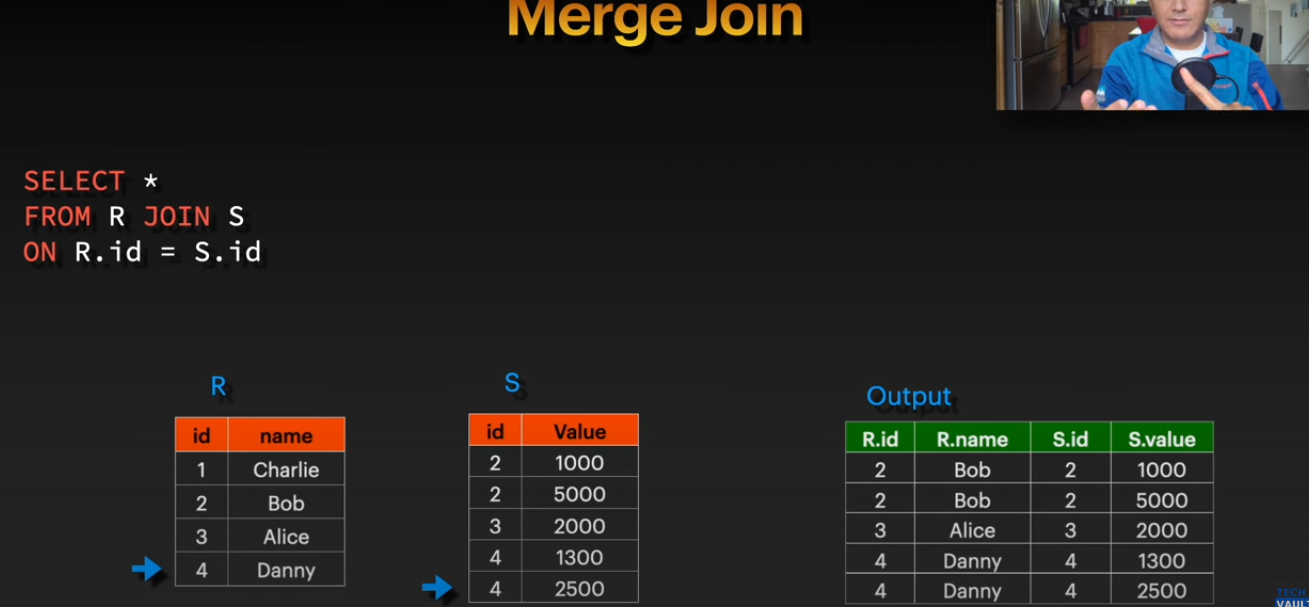 Merge Join
SELECT *
FROM R JOIN S
ON R.id = S.id
R
id name
1 Charlie
2 Bob
3 Alice
4 Danny
S
id Value
2 1000
2 5000
3 2000
4 1300
4 2500
Output
R.id R.name S.id S.value
2 Bob 2 1000
2 Bob 2 5000
3 Alice 3 2000
4 Danny 4 1300
4 Danny 4 2500
TECH
VAULT